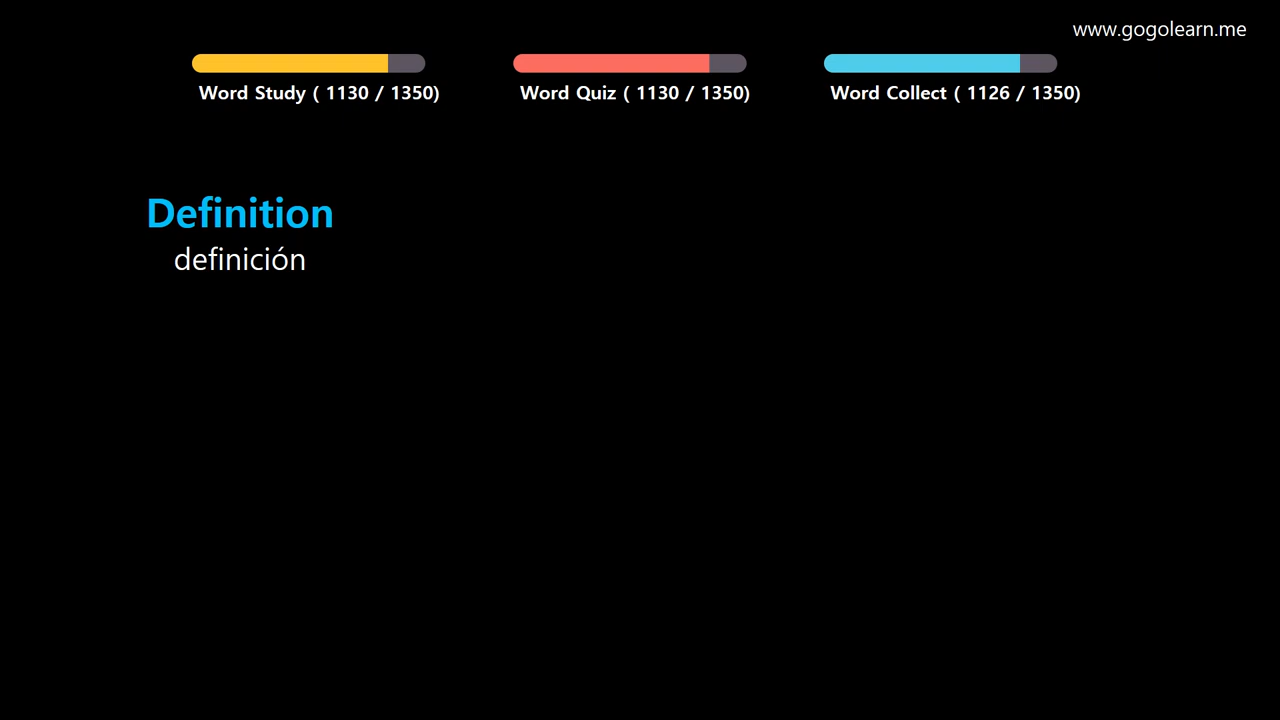 www.gogolearn.me
Word Study ( 1130 / 1350)
Word Quiz ( 1130 / 1350)
Word Collect ( 1126 / 1350)
Definition
definición